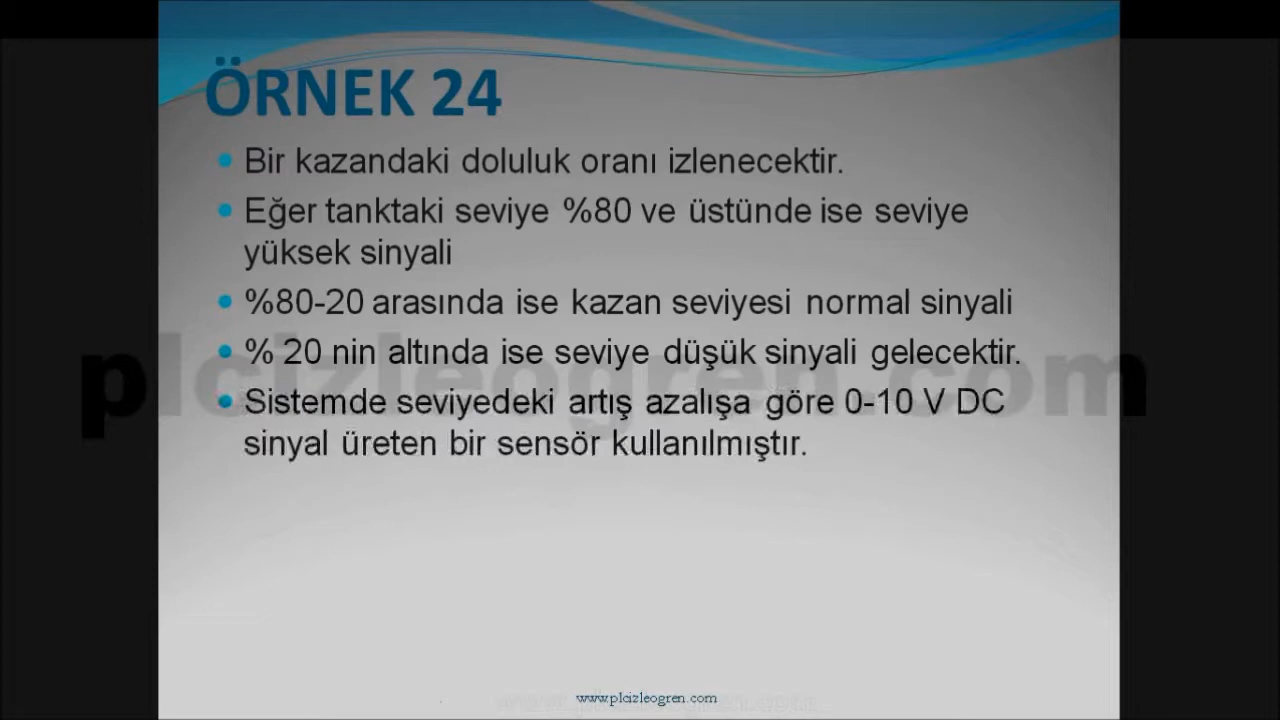 ÖRNEK 24
• Bir kazandaki doluluk oranı izlenecektir.
• Eğer tanktaki seviye %80 ve üstünde ise seviye
yüksek sinyali
• %80-20 arasında ise kazan seviyesi normal sinyali
• % 20 nin altında ise seviye düşük sinyali gelecektir.
plcizleogren.com
• Sistemde seviyedeki artış azalışa göre 0-10 V DC
sinyal üreten bir sensör kullanılmıştır.
www.plcizleogren.com